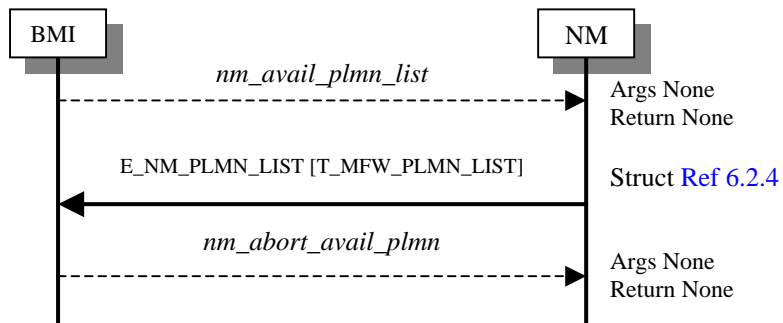 BMI
NM
nm_avail_plmn_list
Args None
Return None
E_NM_PLMN_LIST [T_MFW_PLMN_LIST]
Struct Ref 6.2.4
nm_abort_avail_plmn
Args None
Return None